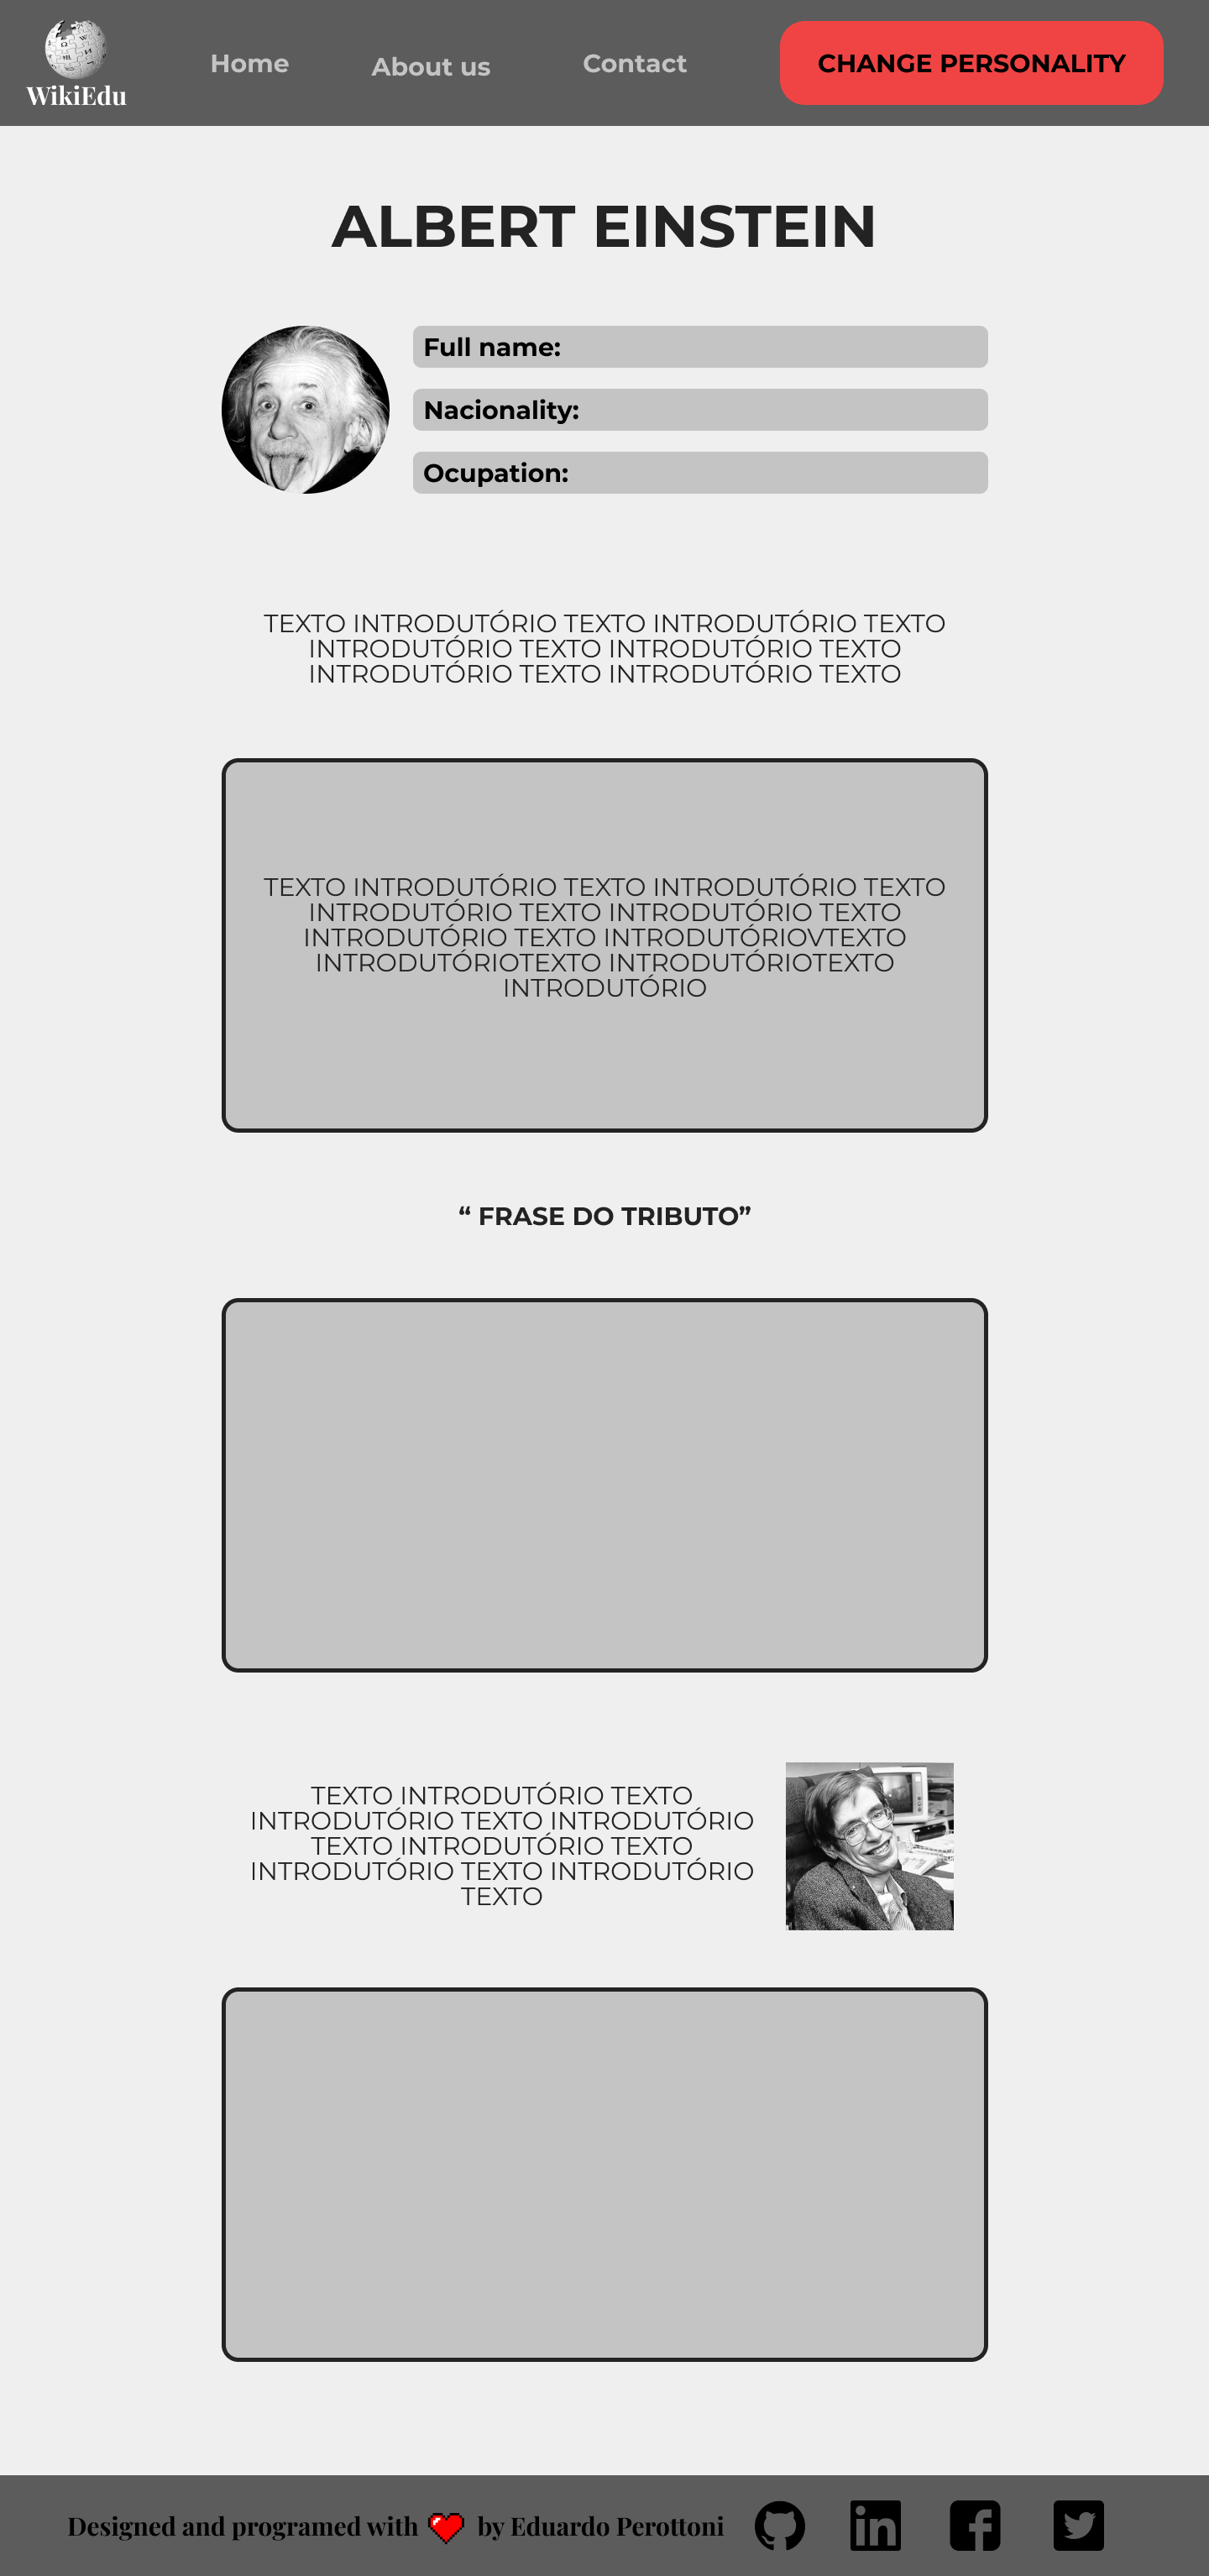 WikiEdu
Home
About us
Contact
CHANGE PERSONALITY
ALBERT EINSTEIN
Full name:
Nacionality:
Ocupation:
TEXTO INTRODUTÓRIO TEXTO INTRODUTÓRIO TEXTO
INTRODUTÓRIO TEXTO INTRODUTÓRIO TEXTO
INTRODUTÓRIO TEXTO INTRODUTÓRIO TEXTO
TEXTO INTRODUTÓRIO TEXTO INTRODUTÓRIO TEXTO
INTRODUTÓRIO TEXTO INTRODUTÓRIO TEXTO
INTRODUTÓRIO TEXTO INTRODUTÓRIOVTEXTO
INTRODUTÓRIOTEXTO INTRODUTÓRIOTEXTO
INTRODUTÓRIO
“ FRASE DO TRIBUTO”
TEXTO INTRODUTÓRIO TEXTO
INTRODUTÓRIO TEXTO INTRODUTÓRIO
TEXTO INTRODUTÓRIO TEXTO
INTRODUTÓRIO TEXTO INTRODUTÓRIO
TEXTO
Designed and programed with by Eduardo Perottoni